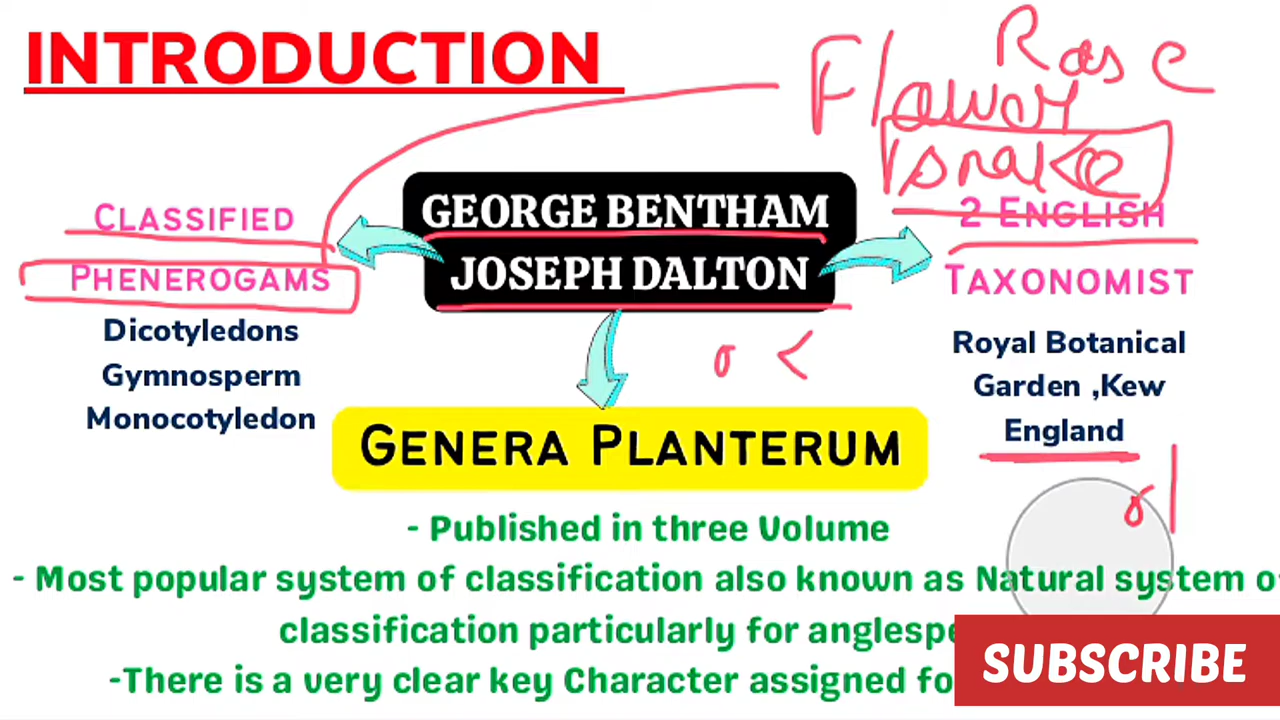 INTRODUCTION
Rose
Flower
snake
CLASSIFIED
PHENEROGAMS
Dicotyledons
Gymnosperm
Monocotyledon
GEORGE BENTHAM
JOSEPH DALTON
2 ENGLISH
TAXONOMIST
Royal Botanical
Garden ,Kew
England
GENERA PLANTERUM
- Published in three Volume
- Most popular system of classification also known as Natural system
classification particularly for
-There is a very clear key Character assigned
SUBSCRIBE